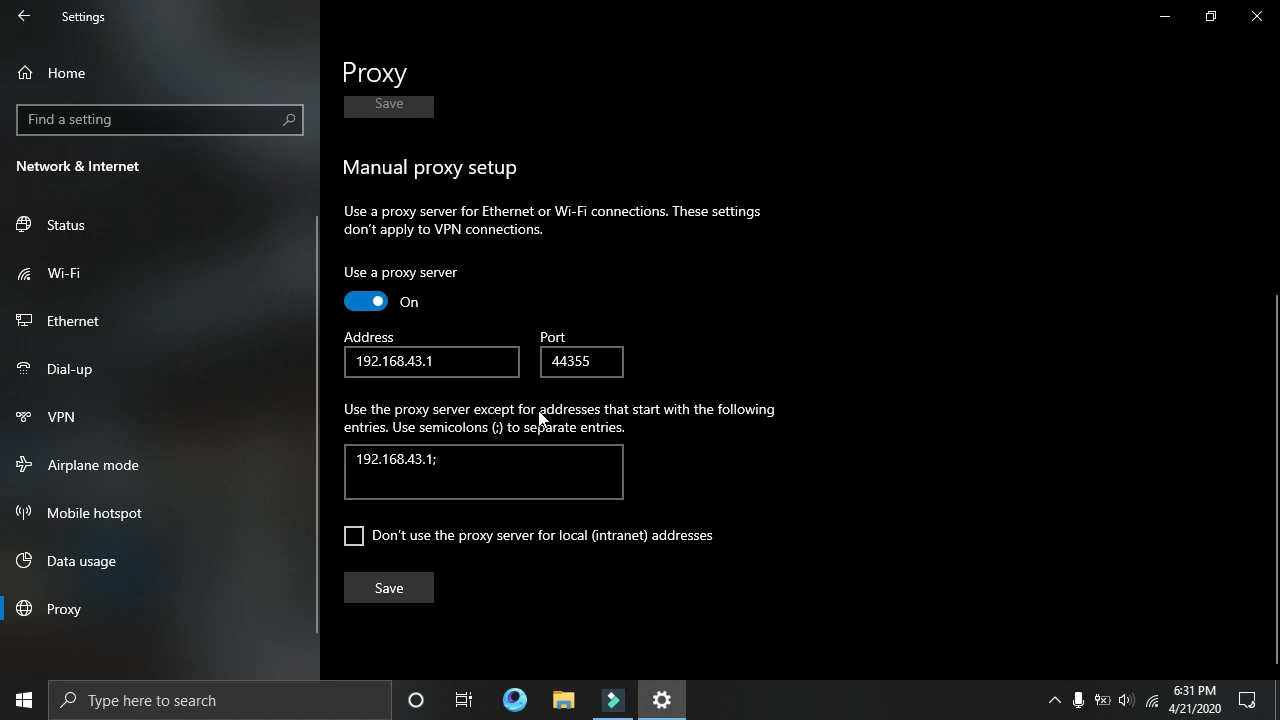 Settings
Home
Find a setting
Network & Internet
Status
Wi-Fi
Ethernet
Dial-up
VPN
Airplane mode
Mobile hotspot
Data usage
Proxy
Proxy
Save
Manual proxy setup
Use a proxy server for Ethernet or Wi-Fi connections. These settings
don't apply to VPN connections.
Use a proxy server
On
Address Port
192.168.43.1 44355
Use the proxy server except for addresses that start with the following
entries. Use semicolons (;) to separate entries.
192.168.43.1;
Don't use the proxy server for local (intranet) addresses
Save
Type here to search
6:31 PM
4/21/2020